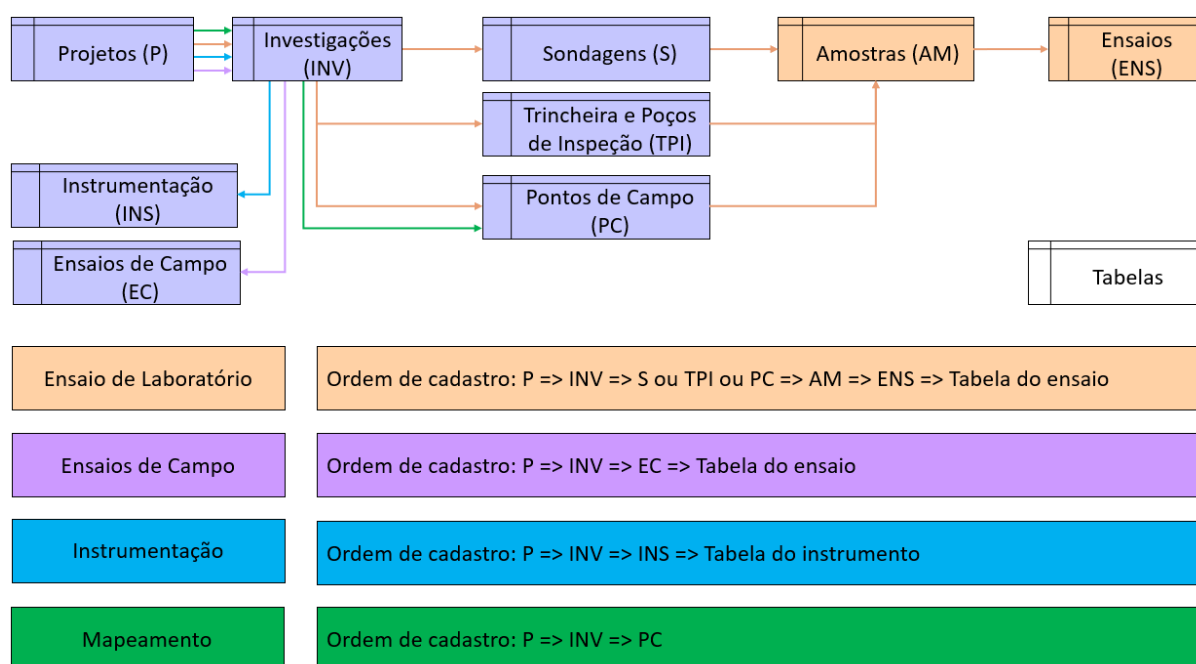 Projetos (P)
Investigações
(INV)
Sondagens (S)
Amostras (AM)
Ensaios
(ENS)
Trincheira e Poços
de Inspeção (TPI)
Instrumentação
(INS)
Pontos de Campo
(PC)
Ensaios de Campo
(EC)
Tabelas
Ensaio de Laboratório
Ordem de cadastro: P => INV => S ou TPI ou PC => AM => ENS => Tabela do ensaio
Ensaios de Campo
Ordem de cadastro: P => INV => EC => Tabela do ensaio
Instrumentação
Ordem de cadastro: P => INV => INS => Tabela do instrumento
Mapeamento
Ordem de cadastro: P => INV => PC